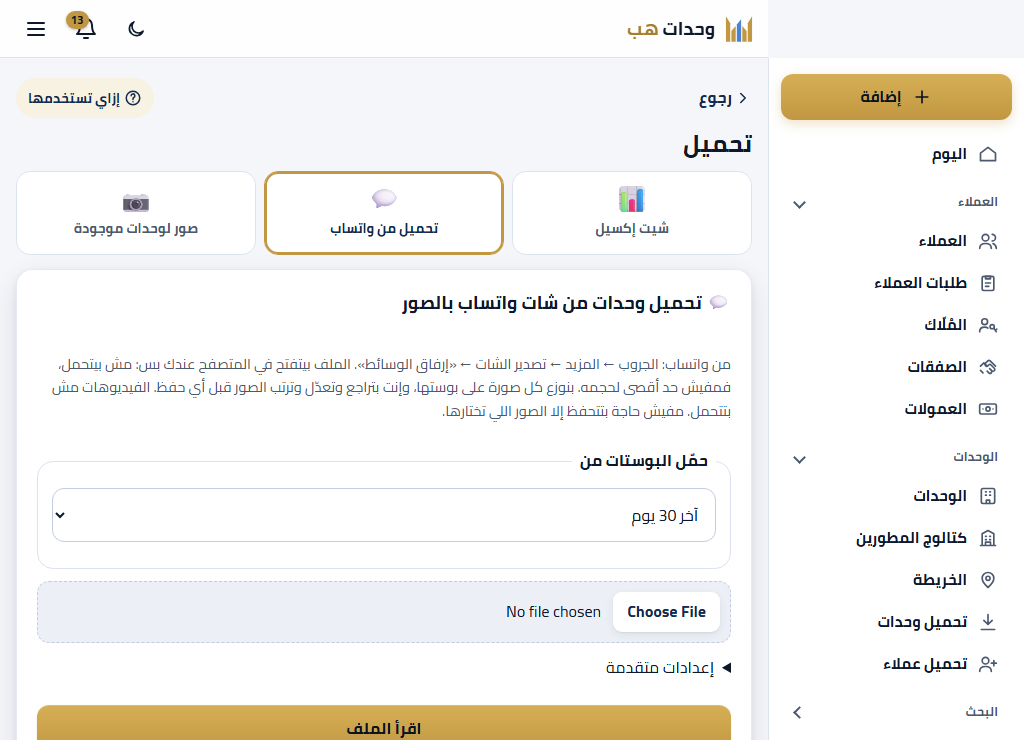 وحدات هب
13
إضافة
اليوم
العملاء
العملاء
طلبات العملاء
المُلّاك
الصفقات
العمولات
الوحدات
الوحدات
كتالوج المطورين
الخريطة
تحميل وحدات
تحميل عملاء
البحث
رجوع
إزاي تستخدمها
تحميل
شيت إكسيل
تحميل من واتساب
صور لوحدات موجودة
تحميل وحدات من شات واتساب بالصور
من واتساب: الجروب ← المزيد ← تصدير الشات ← «إرفاق الوسائط». الملف بيتفتح في المتصفح عندك بس: مش بيتحمل،
فمفيش حد أقصى لحجمه. بنوزع كل صورة على بوستها، وإنت بتراجع وتعدّل وترتب الصور قبل أي حفظ. الفيديوهات مش
بتتحمل. مفيش حاجة بتتحفظ إلا الصور اللي تختارها.
حمّل البوستات من
آخر 30 يوم
Choose File No file chosen
إعدادات متقدمة
اقرأ الملف